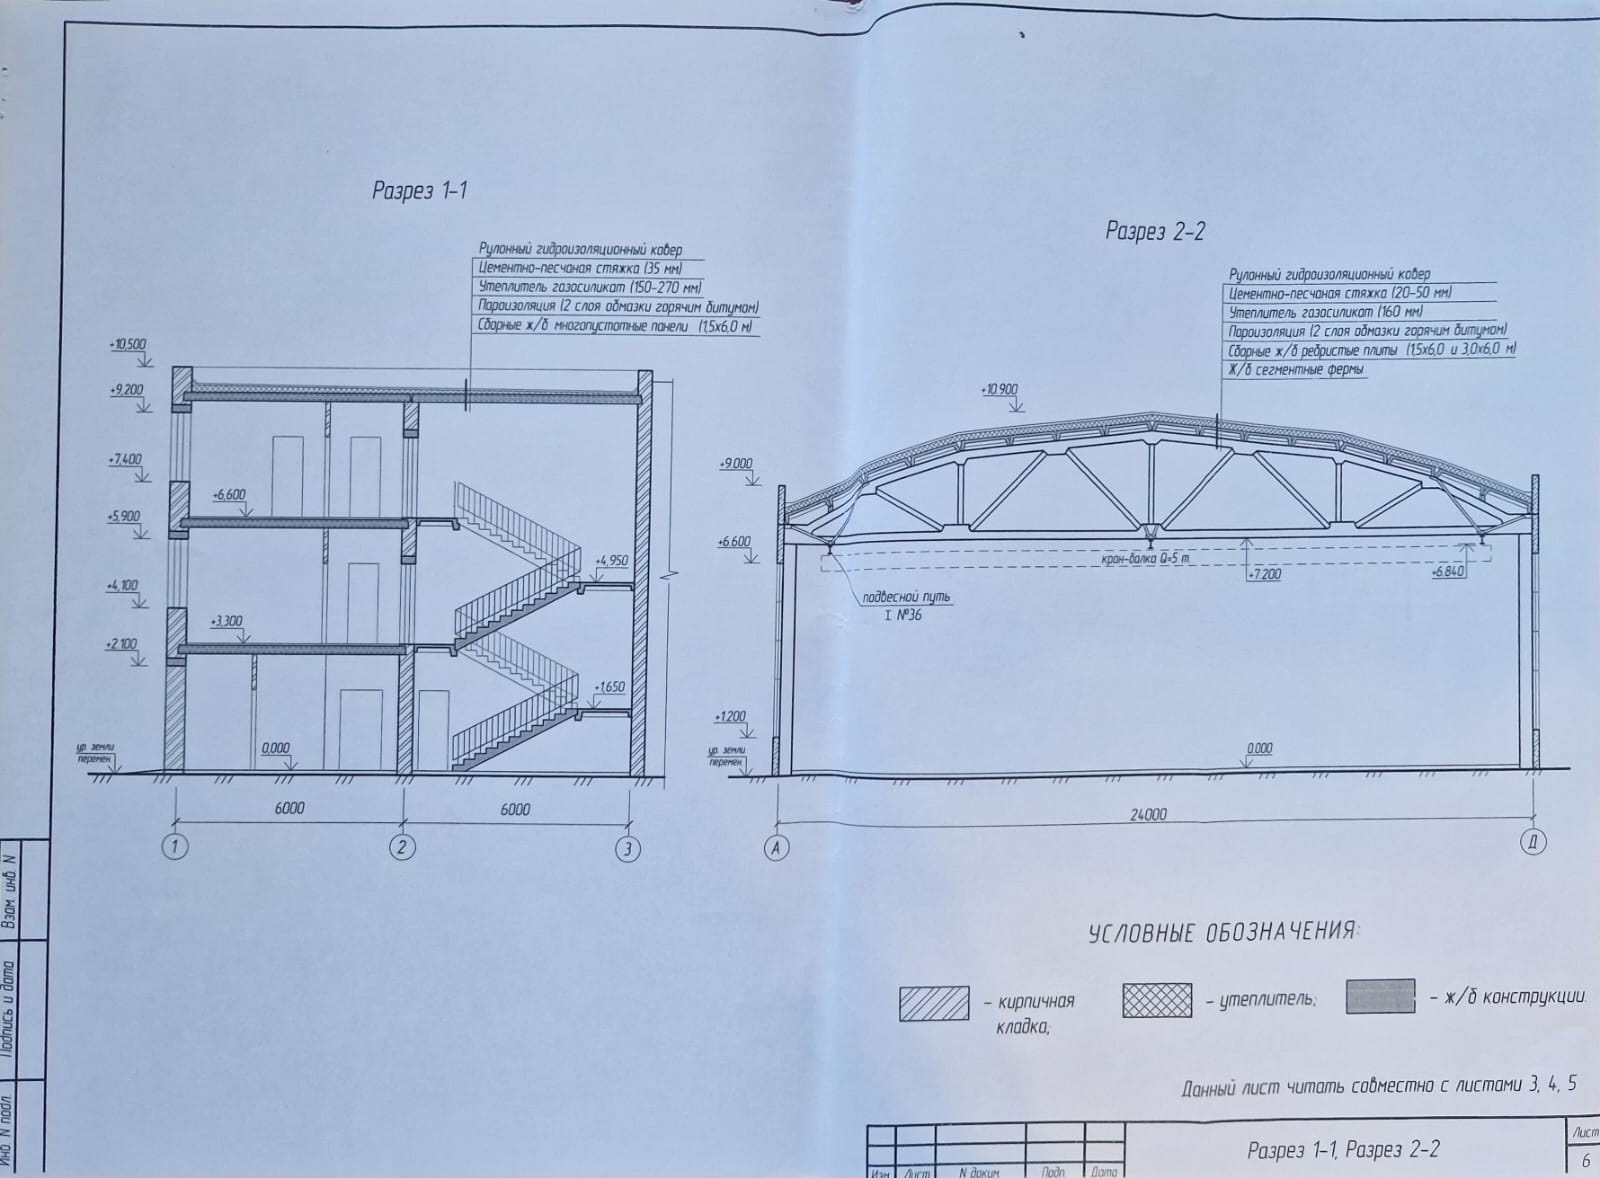 Разрез 1-1
Рулонный гидроизоляционный ковер
Цементно-песчаная стяжка (35 мм)
Утеплитель газосиликат (150-270 мм)
Пароизоляция (2 слоя обмазки горячим битумом)
Сборные ж/б многопустотные панели (1,5х6,0 м)
+10,500
+9,200
+7,400
+6,600
+5,900
+4,950
+4,100
+3,300
+2,100
+1,650
ур. земли
перемен.
0,000
6000
6000
1
2
3
Разрез 2-2
Рулонный гидроизоляционный ковер
Цементно-песчаная стяжка (20-50 мм)
Утеплитель газосиликат (160 мм)
Пароизоляция (2 слоя обмазки горячим битумом)
Сборные ж/б ребристые плиты (1,5х6,0 и 3,0х6,0 м)
Ж/б сегментные фермы
+10.900
+9.000
+6.600
кран-балка Q=5 т
+7.200
+6.840
подвесной путь
I №36
+1.200
ур. земли
перемен.
0.000
24000
А
Д
УСЛОВНЫЕ ОБОЗНАЧЕНИЯ:
- кирпичная
кладка;
- утеплитель;
- ж/б конструкции.
Данный лист читать совместно с листами 3, 4, 5
Взам. инв. N
Подпись и дата
Инв. N подл.
Изм.
Лист
N докум.
Подп.
Дата
Разрез 1-1, Разрез 2-2
Лист
6